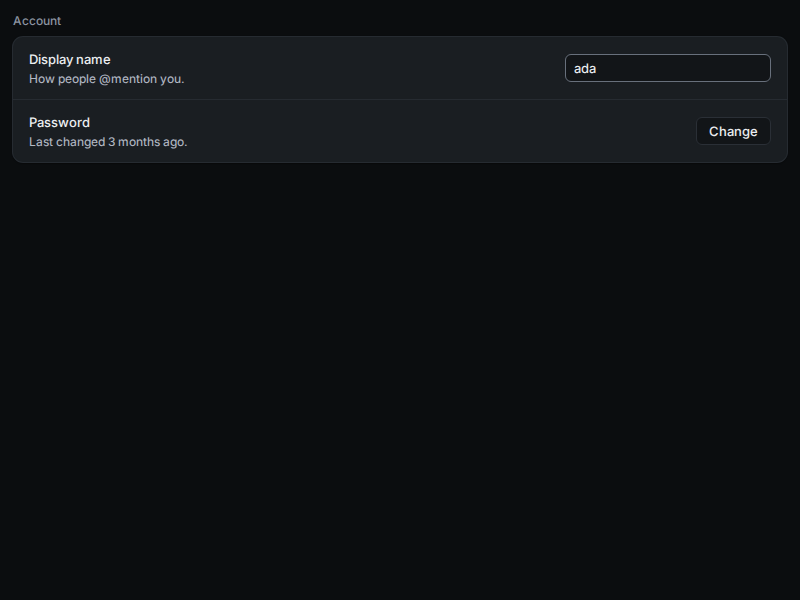 Account
Display name
How people @mention you.
ada
Password
Last changed 3 months ago.
Change